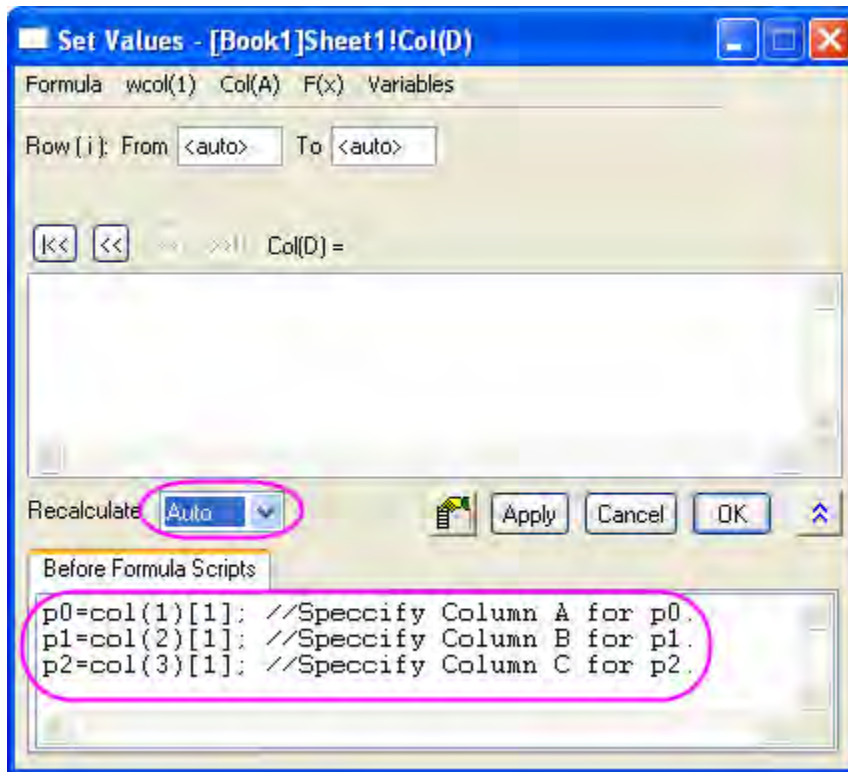 Set Values - [Book1]Sheet1!Col(D)
Formula wcol(1) Col(A) F(x) Variables
Row ( i ): From <auto> To <auto>
|<< << >> >>| Col(D) =
Recalculate Auto Apply Cancel OK
Before Formula Scripts
p0=col(1)[1]; //Speccify Column A for p0.
p1=col(2)[1]; //Speccify Column B for p1.
p2=col(3)[1]; //Speccify Column C for p2.